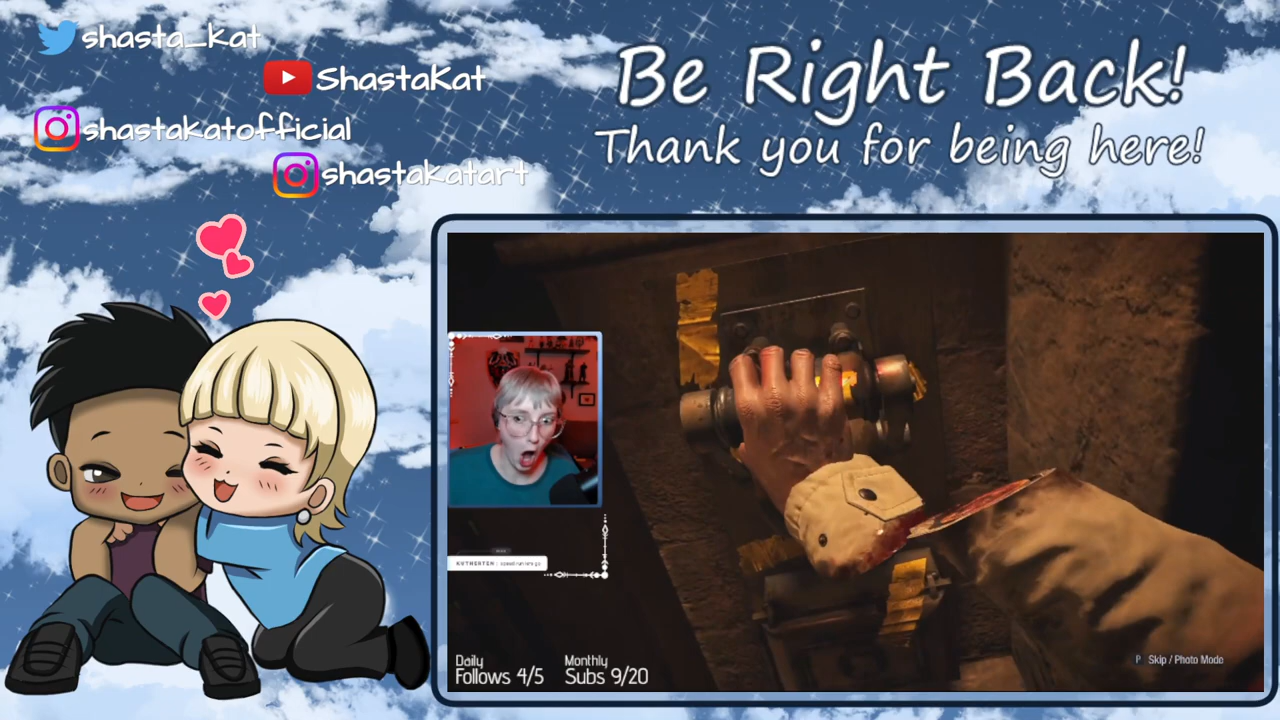 shasta_kat
ShastaKat
shastakatofficial
shastakatart
Be Right Back!
Thank you for being here!
Daily
Follows 4/5
Monthly
Subs 9/20
P Skip / Photo Mode